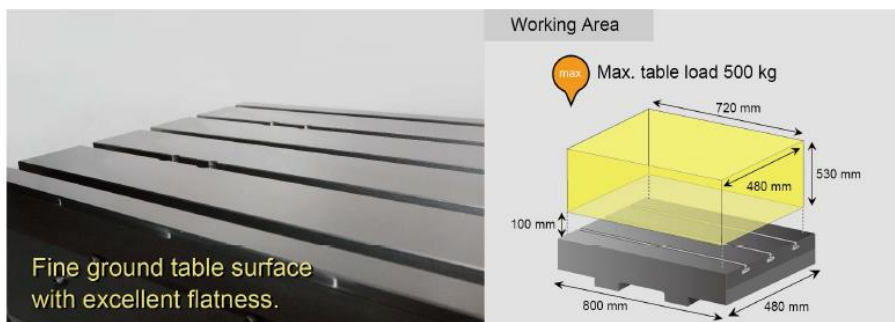 Fine ground table surface
with excellent flatness.
Working Area
max
Max. table load 500 kg
720 mm
480 mm
530 mm
100 mm
800 mm
480 mm